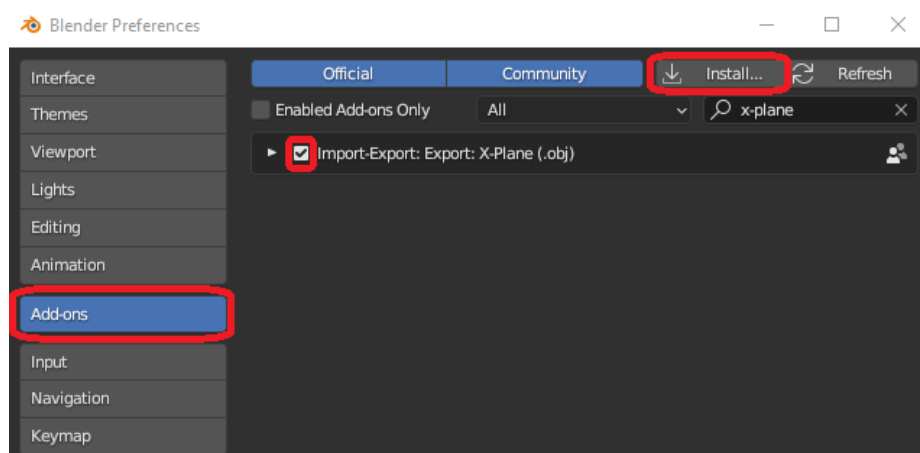 Blender Preferences
Interface
Official Community Install... Refresh
Themes
Enabled Add-ons Only All x-plane
Viewport
Import-Export: Export: X-Plane (.obj)
Lights
Editing
Animation
Add-ons
Input
Navigation
Keymap